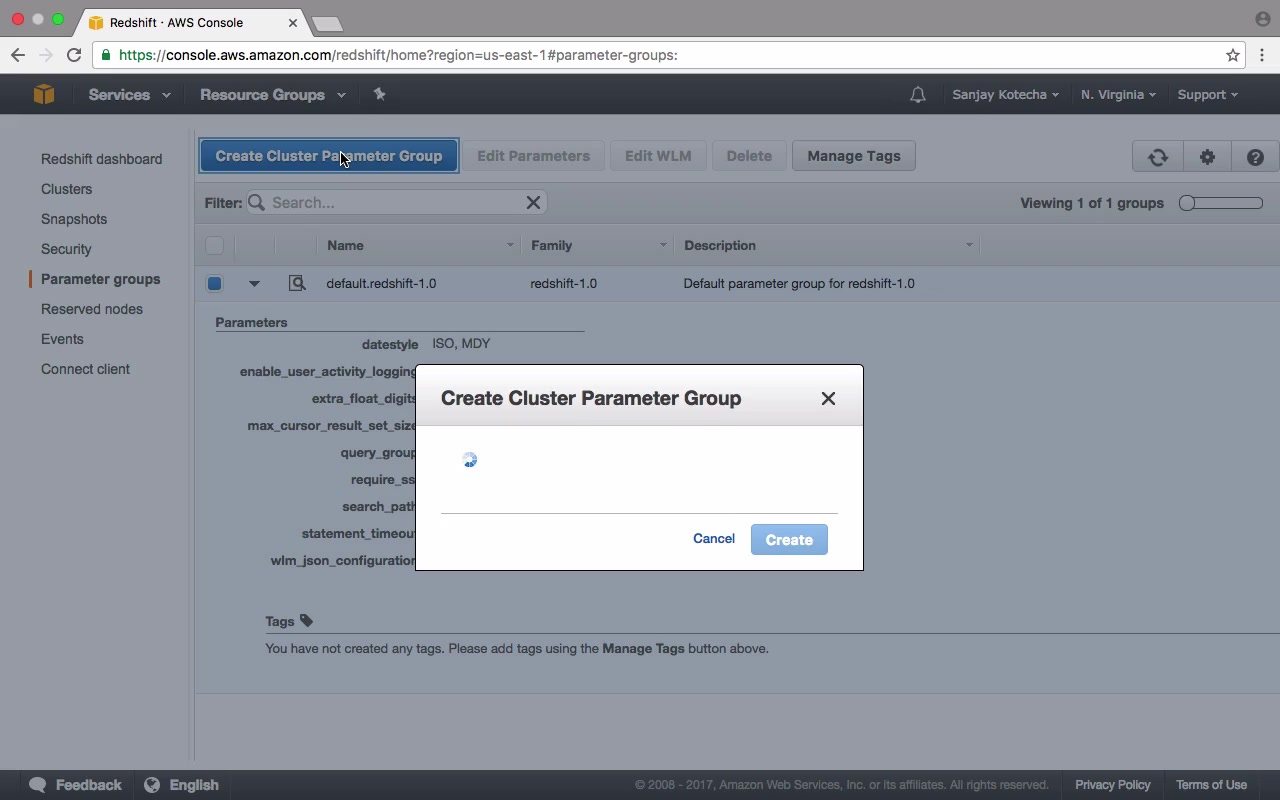 Redshift · AWS Console
https://console.aws.amazon.com/redshift/home?region=us-east-1#parameter-groups:
Services Resource Groups Sanjay Kotecha N. Virginia Support
Redshift dashboard
Clusters
Snapshots
Security
Parameter groups
Reserved nodes
Events
Connect client
Create Cluster Parameter Group Edit Parameters Edit WLM Delete Manage Tags
Filter: Search... Viewing 1 of 1 groups
Name Family Description
default.redshift-1.0 redshift-1.0 Default parameter group for redshift-1.0
Parameters
datestyle ISO, MDY
enable_user_activity_logging
extra_float_digits
max_cursor_result_set_size
query_group
require_ss
search_path
statement_timeout
wlm_json_configuration
Create Cluster Parameter Group
Cancel Create
Tags
You have not created any tags. Please add tags using the Manage Tags button above.
Feedback English © 2008 - 2017, Amazon Web Services, Inc. or its affiliates. All rights reserved. Privacy Policy Terms of Use